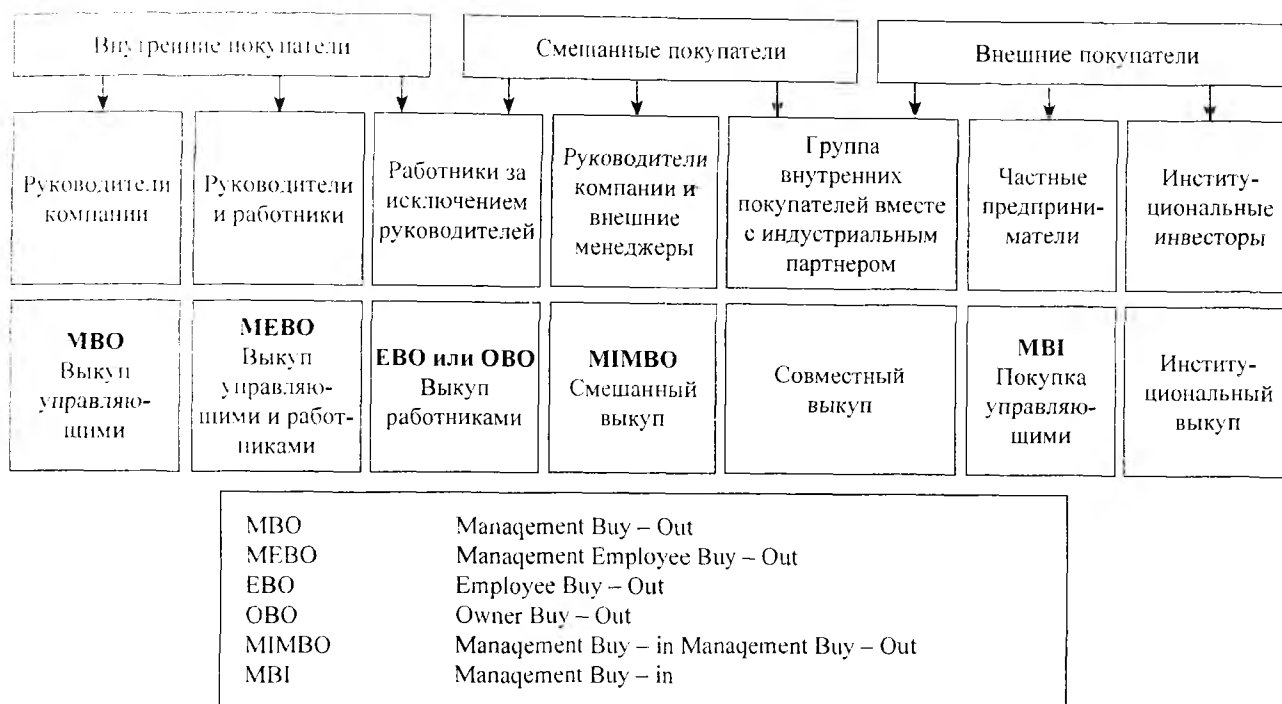 Внутренние покупатели
Смешанные покупатели
Внешние покупатели
Руководители
компании
Руководители
и работники
Работники за
исключением
руководителей
Руководители
компании и
внешние
менеджеры
Группа
внутренних
покупателей вместе
с индустриальным
партнером
Частные
предприни-
матели
Институ-
циональные
инвесторы
MBO
Выкуп
управляю-
щими
MEBO
Выкуп
управляю-
щими и работ-
никами
EBO или OBO
Выкуп
работниками
MIMBO
Смешанный
выкуп
Совместный
выкуп
MBI
Покупка
управляю-
щими
Институ-
циональный
выкуп
MBO Manaqement Buy – Out
MEBO Manaqement Employee Buy – Out
EBO Employee Buy – Out
OBO Owner Buy – Out
MIMBO Manaqement Buy – in Manaqement Buy – Out
MBI Manaqement Buy – in